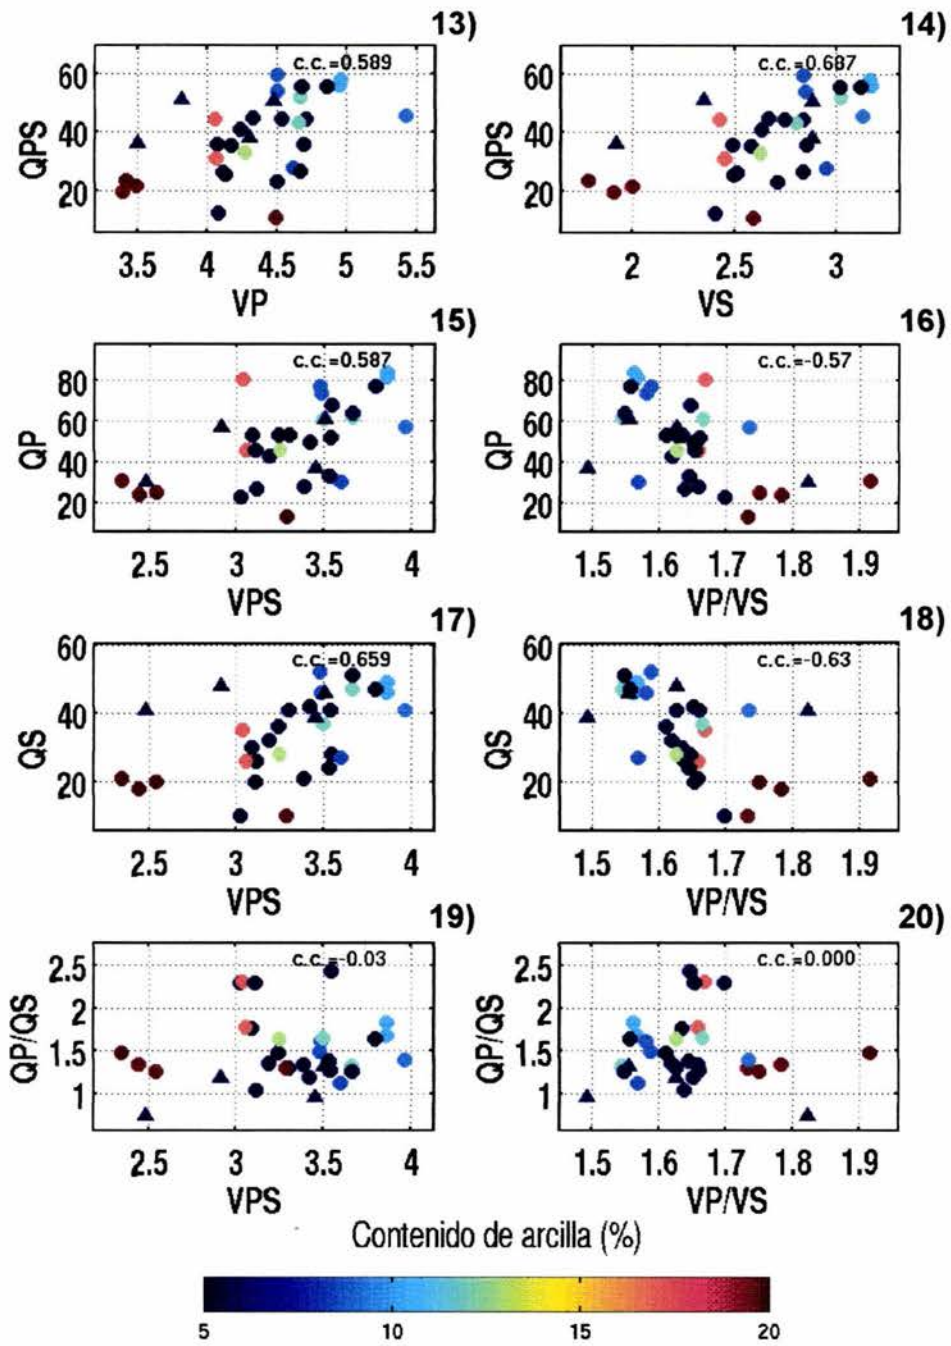 13)
c.c.=0.589
60
40
20
QPS
3.5 4 4.5 5 5.5
VP
14)
c.c.=0.687
60
40
20
QPS
2 2.5 3
VS
15)
c.c.=0.587
80
60
40
20
QP
2.5 3 3.5 4
VPS
16)
c.c.=-0.57
80
60
40
20
QP
1.5 1.6 1.7 1.8 1.9
VP/VS
17)
c.c.=0.659
60
40
20
QS
2.5 3 3.5 4
VPS
18)
c.c.=-0.63
60
40
20
QS
1.5 1.6 1.7 1.8 1.9
VP/VS
19)
c.c.=-0.03
2.5
2
1.5
1
QP/QS
2.5 3 3.5 4
VPS
20)
c.c.=0.000
2.5
2
1.5
1
QP/QS
1.5 1.6 1.7 1.8 1.9
VP/VS
Contenido de arcilla (%)
5 10 15 20